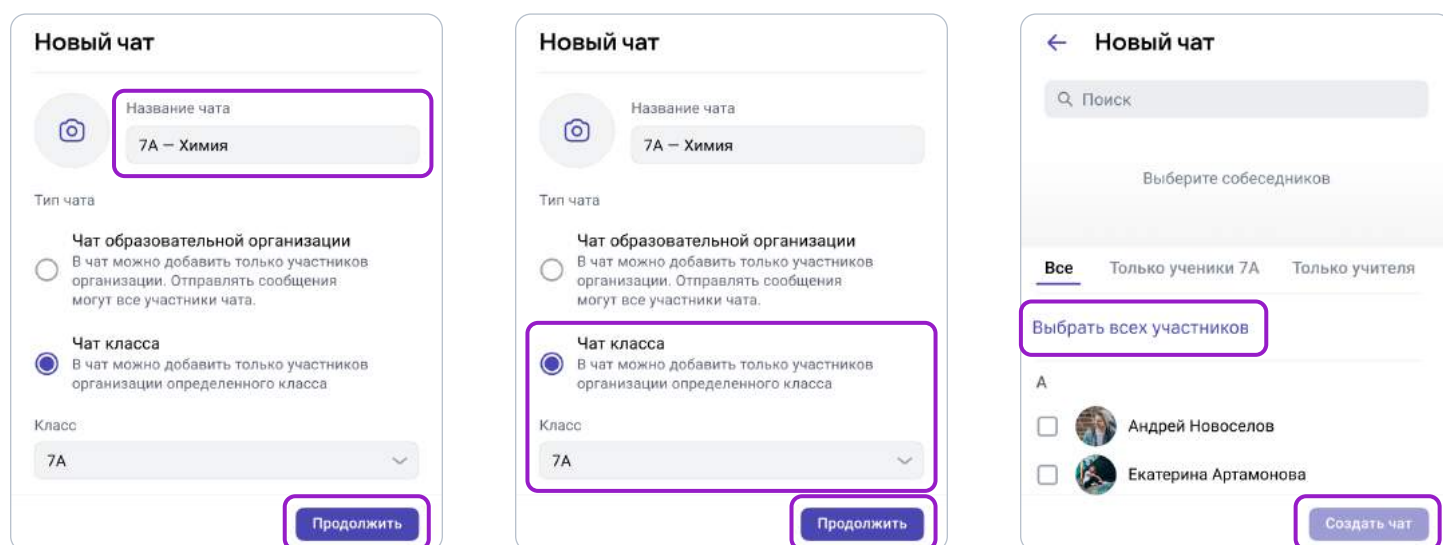 Новый чат
Название чата
7А — Химия
Тип чата
Чат образовательной организации
В чат можно добавить только участников
организации. Отправлять сообщения
могут все участники чата.
Чат класса
В чат можно добавить только участников
организации определенного класса
Класс
7А
Продолжить
Новый чат
Название чата
7А — Химия
Тип чата
Чат образовательной организации
В чат можно добавить только участников
организации. Отправлять сообщения
могут все участники чата.
Чат класса
В чат можно добавить только участников
организации определенного класса
Класс
7А
Продолжить
Новый чат
Поиск
Выберите собеседников
Все Только ученики 7А Только учителя
Выбрать всех участников
А
Андрей Новоселов
Екатерина Артамонова
Создать чат